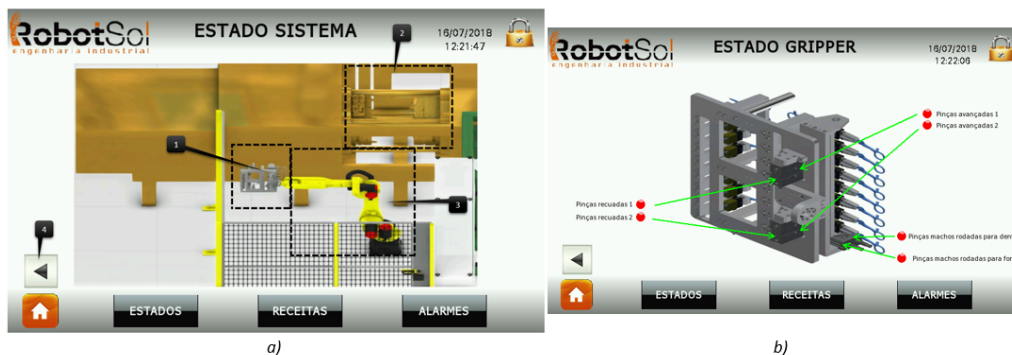 RobotSol
engenharia industrial
ESTADO SISTEMA
16/07/2018
12:21:47
2
1
3
4
ESTADOS
RECEITAS
ALARMES
a)
RobotSol
engenharia industrial
ESTADO GRIPPER
16/07/2018
12:22:06
Pinças avançadas 1
Pinças avançadas 2
Pinças recuadas 1
Pinças recuadas 2
Pinças machos rodadas para den
Pinças machos rodadas para for
ESTADOS
RECEITAS
ALARMES
b)